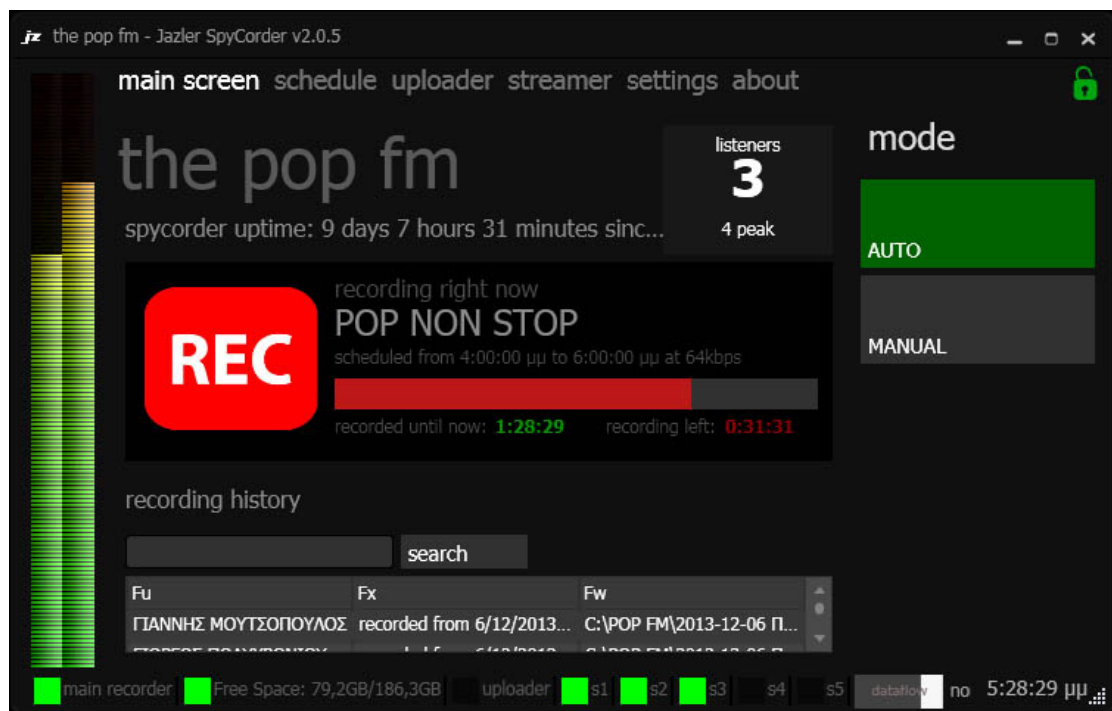 jz the pop fm - Jazler SpyCorder v2.0.5
main screen schedule uploader streamer settings about
the pop fm
listeners
3
4 peak
spycorder uptime: 9 days 7 hours 31 minutes sinc...
mode
AUTO
MANUAL
REC
recording right now
POP NON STOP
scheduled from 4:00:00 μμ to 6:00:00 μμ at 64kbps
recorded until now: 1:28:29 recording left: 0:31:31
recording history
search
Fu Fx Fw
ΓΙΑΝΝΗΣ ΜΟΥΤΣΟΠΟΥΛΟΣ recorded from 6/12/2013... C:\POP FM\2013-12-06 Π...
main recorder Free Space: 79,2GB/186,3GB uploader s1 s2 s3 s4 s5 dataflow no 5:28:29 μμ